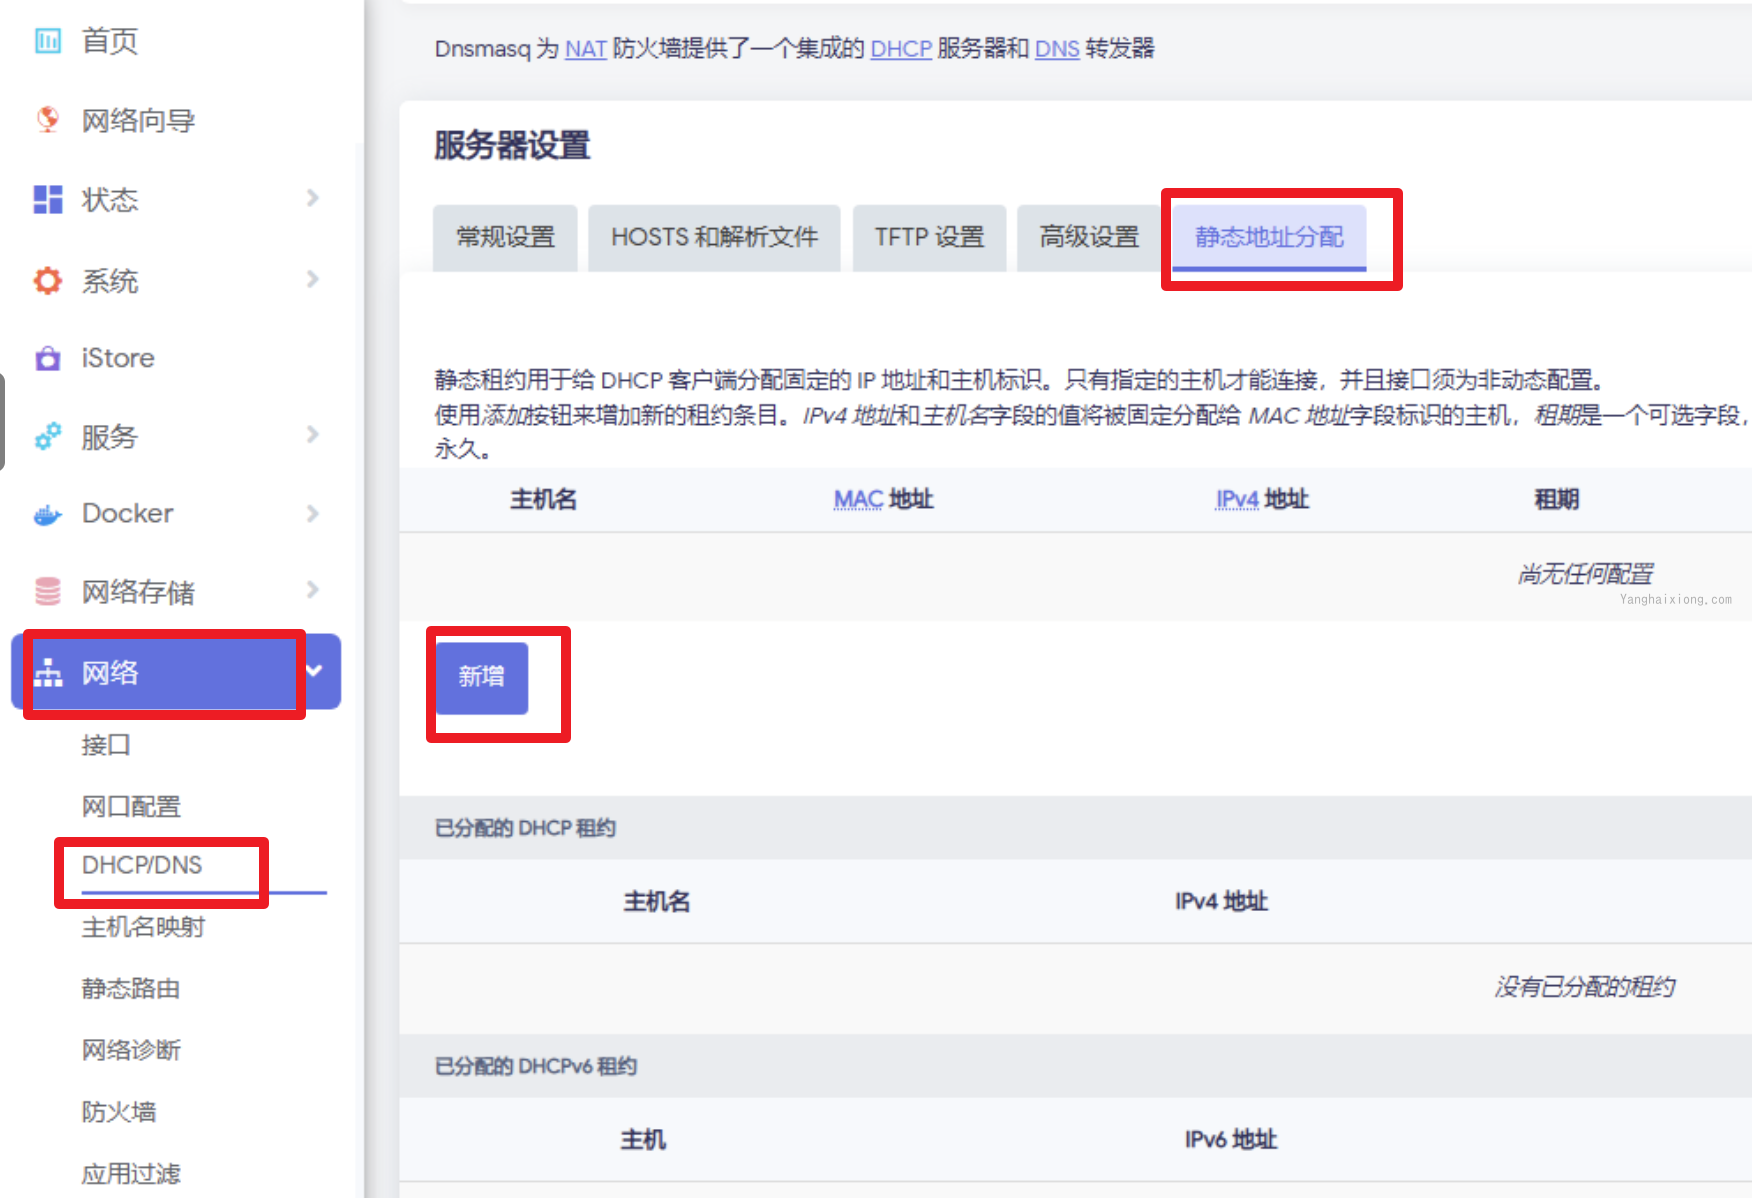 首页
网络向导
状态
系统
iStore
服务
Docker
网络存储
网络
接口
网口配置
DHCP/DNS
主机名映射
静态路由
网络诊断
防火墙
应用过滤
Dnsmasq 为 NAT 防火墙提供了一个集成的 DHCP 服务器和 DNS 转发器
服务器设置
常规设置 HOSTS 和解析文件 TFTP 设置 高级设置 静态地址分配
静态租约用于给 DHCP 客户端分配固定的 IP 地址和主机标识。只有指定的主机才能连接，并且接口须为非动态配置。
使用添加按钮来增加新的租约条目。IPv4 地址和主机名字段的值将被固定分配给 MAC 地址字段标识的主机，租期是一个可选字段，
永久。
主机名 MAC 地址 IPv4 地址 租期
尚无任何配置
Yanghaixiong.com
新增
已分配的 DHCP 租约
主机名 IPv4 地址
没有已分配的租约
已分配的 DHCPv6 租约
主机 IPv6 地址